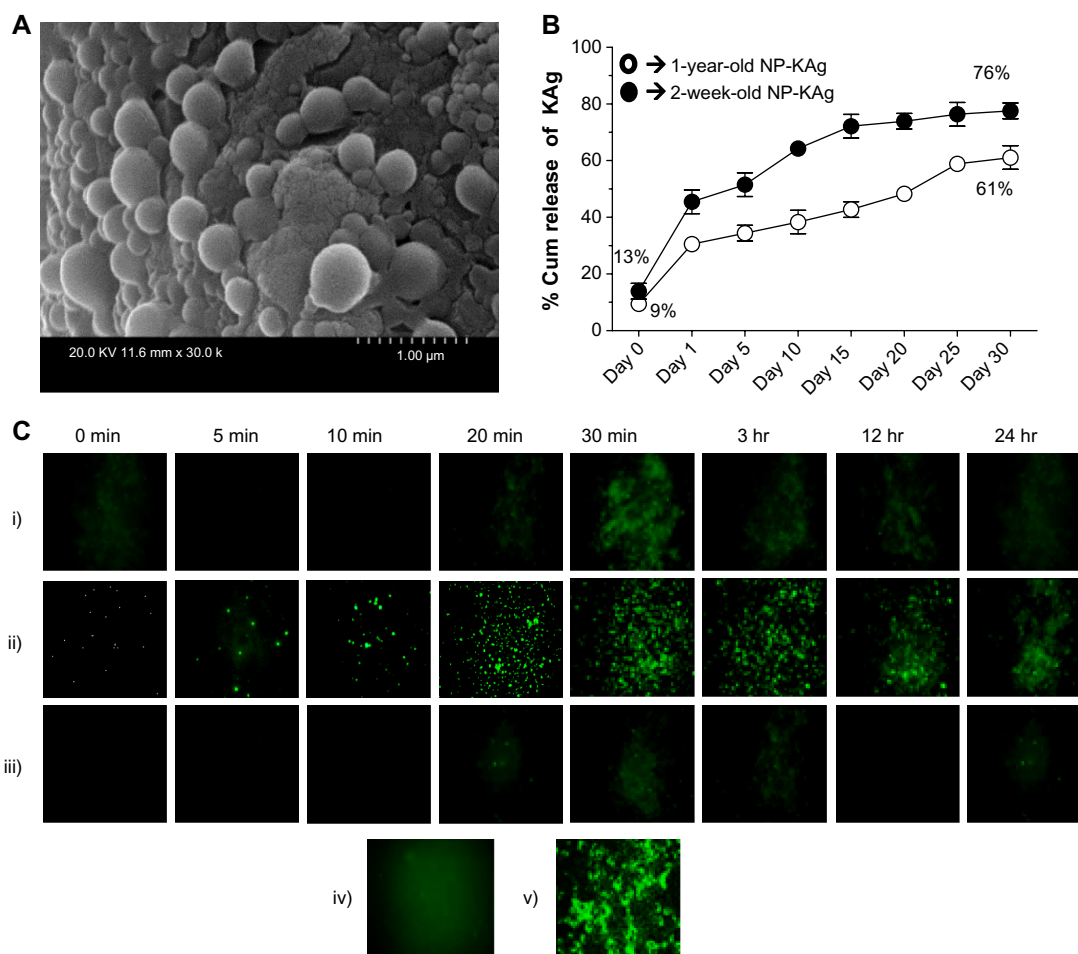 A
20.0 KV 11.6 mm x 30.0 k
1.00 µm
B
% Cum release of KAg
100
80
60
40
20
0
→ 1-year-old NP-KAg
→ 2-week-old NP-KAg
76%
61%
13%
9%
Day 0
Day 1
Day 5
Day 10
Day 15
Day 20
Day 25
Day 30
C
0 min 5 min 10 min 20 min 30 min 3 hr 12 hr 24 hr
i)
ii)
iii)
iv) v)